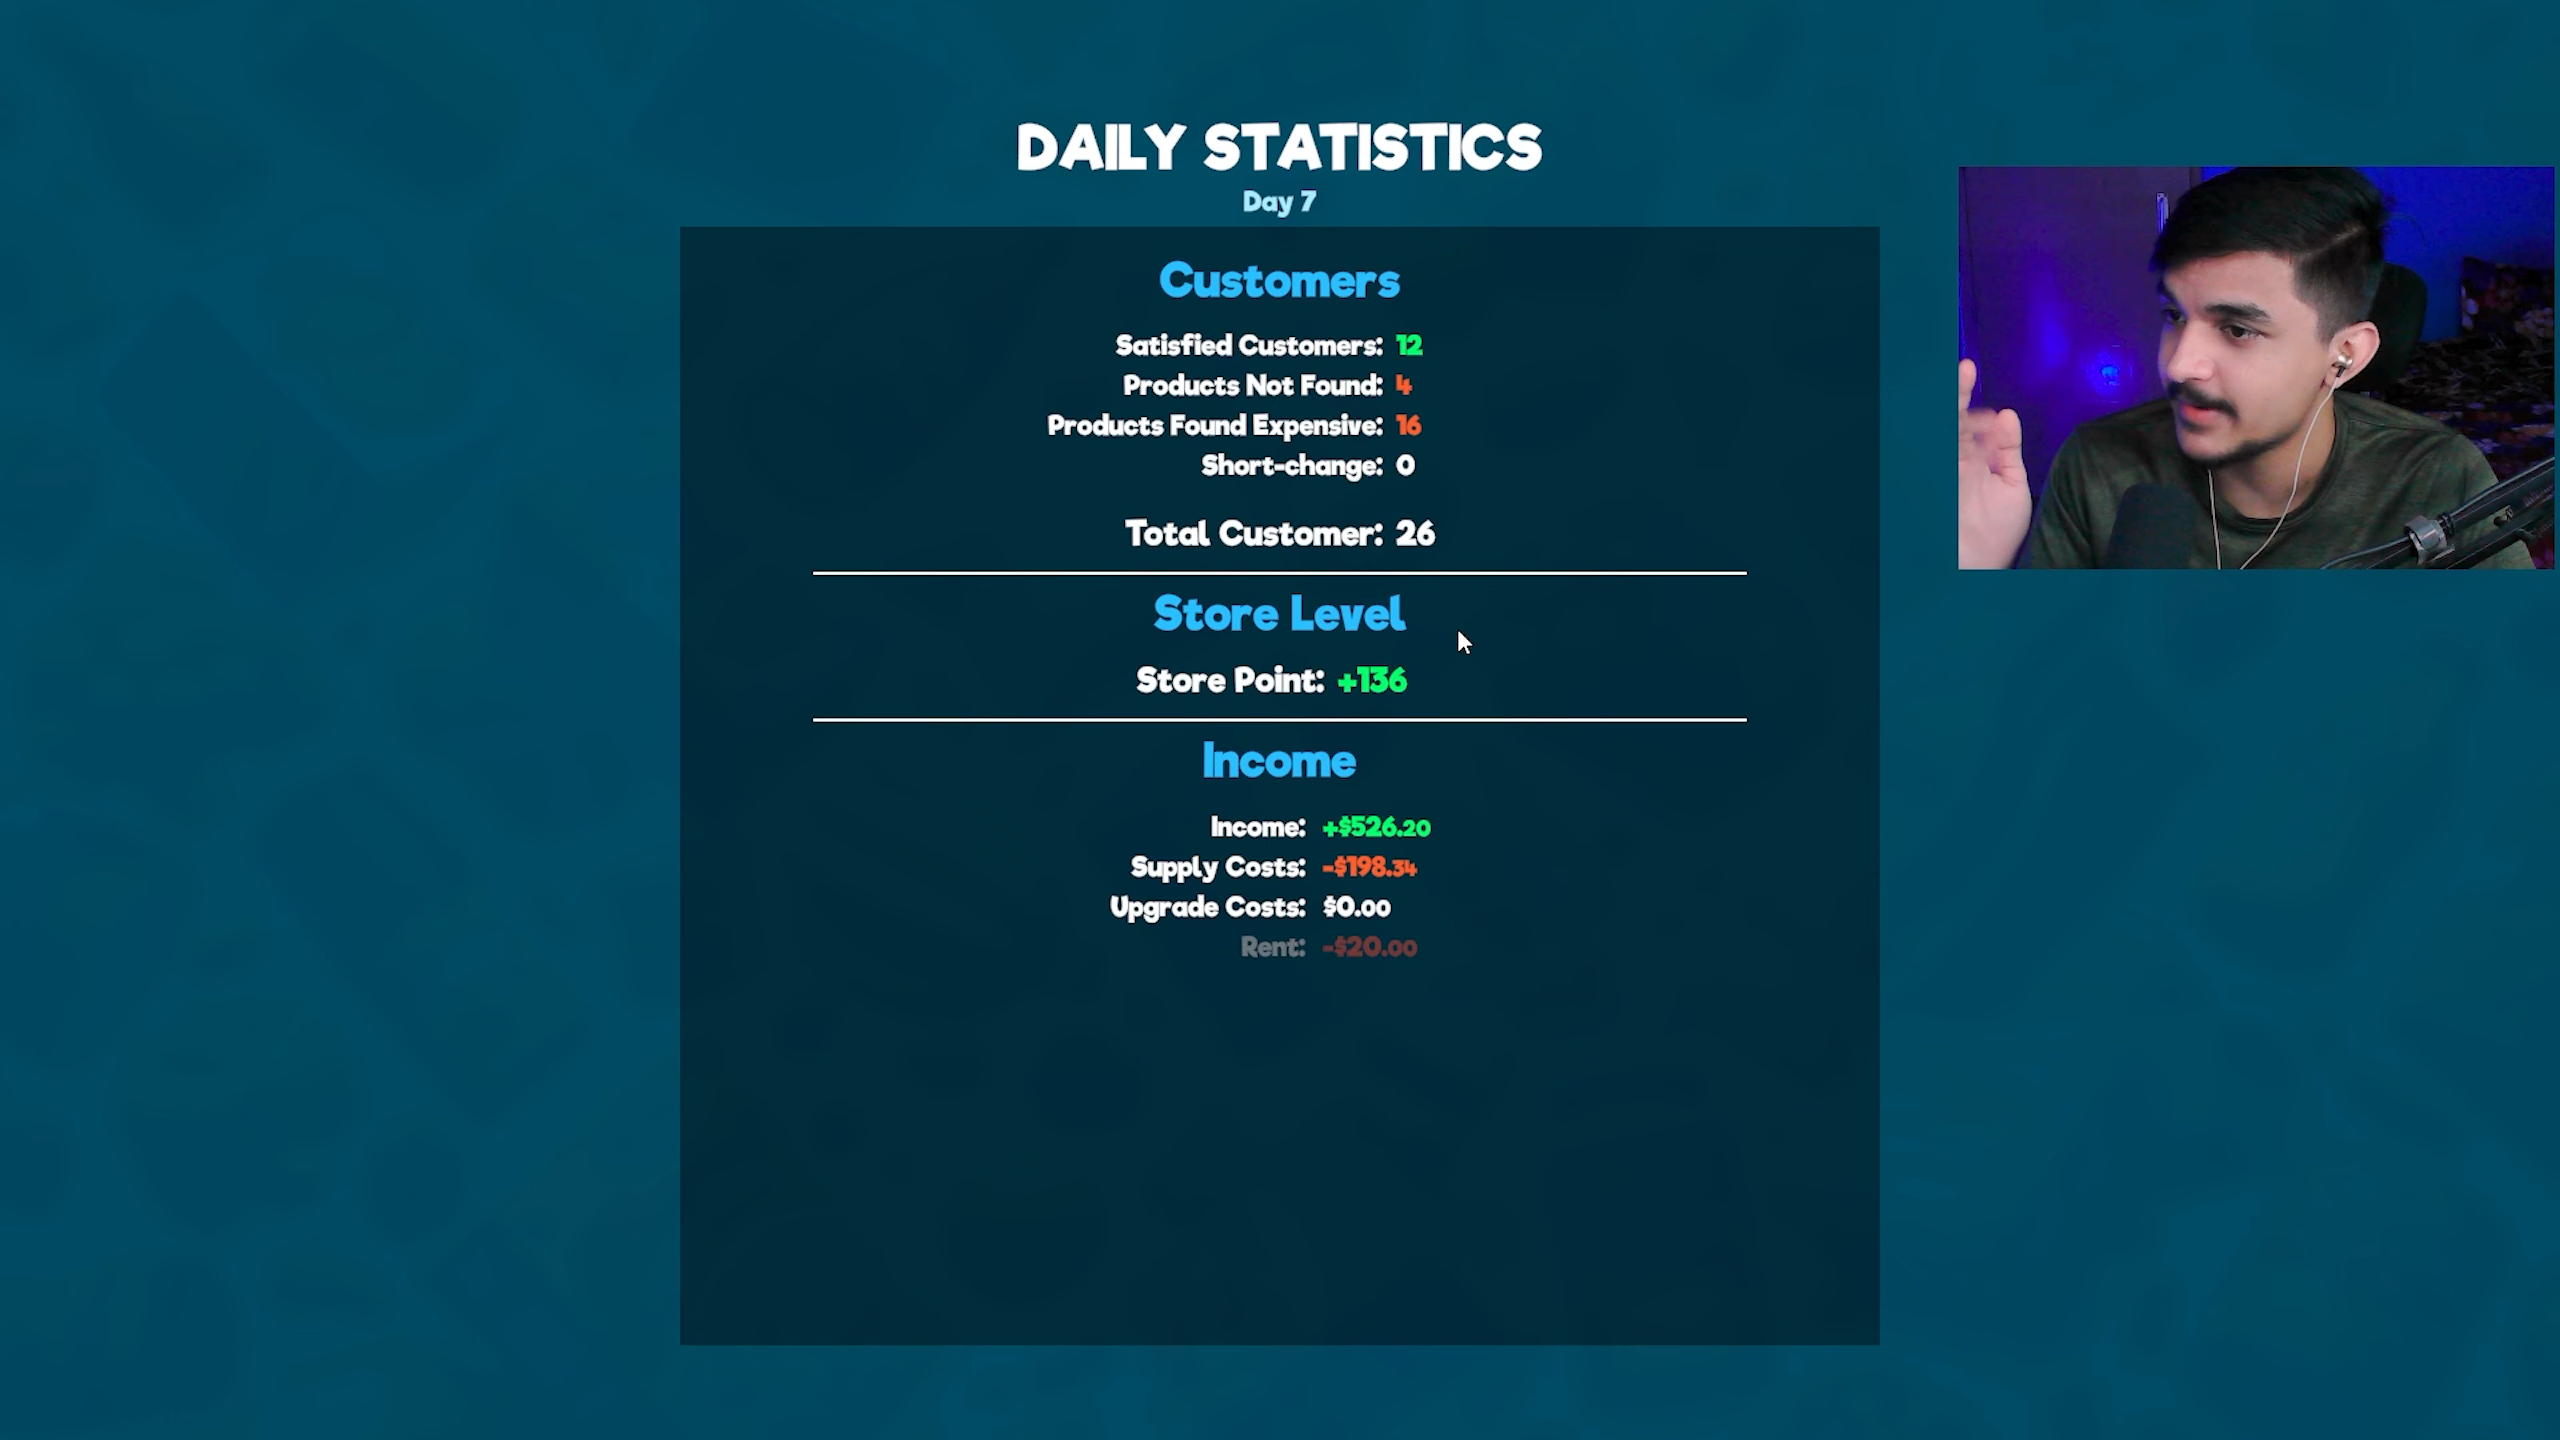 DAILY STATISTICS
Day 7
Customers
Satisfied Customers: 12
Products Not Found: 4
Products Found Expensive: 16
Short-change: 0
Total Customer: 26
Store Level
Store Point: +136
Income
Income: +$526.20
Supply Costs: -$198.34
Upgrade Costs: $0.00
Rent: -$20.00